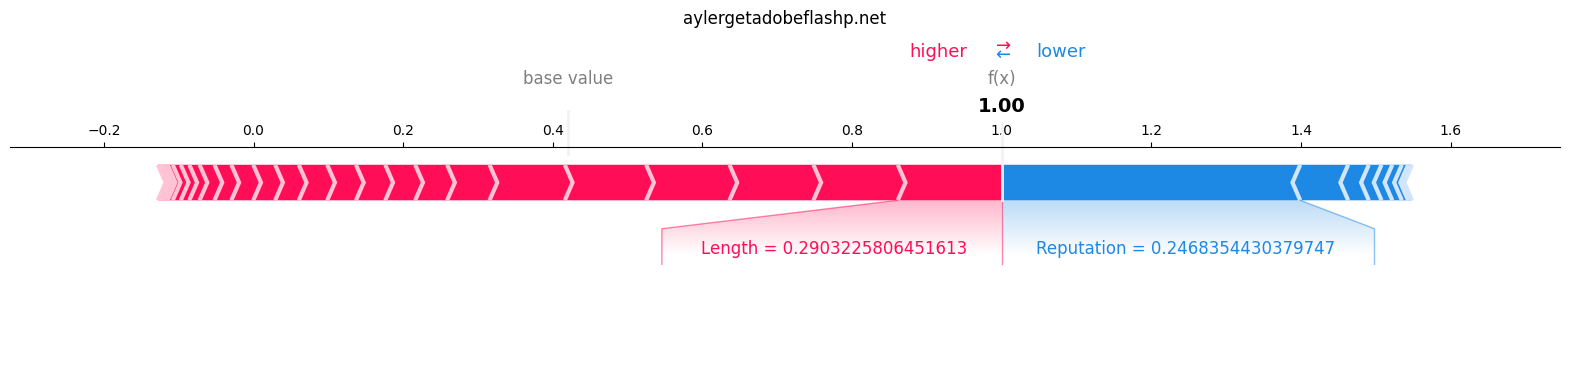 aylergetadobeflashp.net
higher → ← lower
base value f(x)
1.00
−0.2 0.0 0.2 0.4 0.6 0.8 1.0 1.2 1.4 1.6
Length = 0.2903225806451613 Reputation = 0.2468354430379747